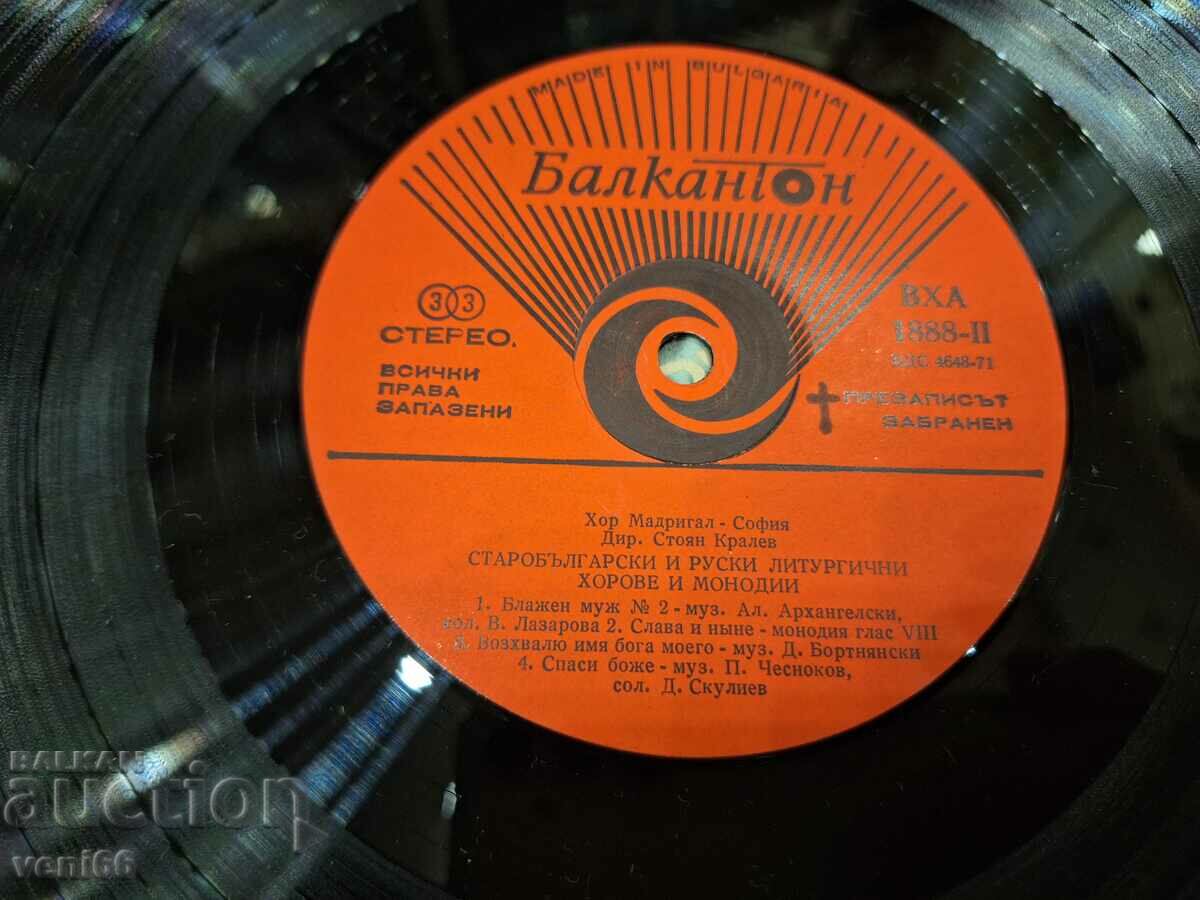 MADE IN BULGARIA
Балкантон
33
СТЕРЕО.
ВСИЧКИ
ПРАВА
ЗАПАЗЕНИ
ВХА
1888-II
4648-71
ПРЕЗАПИСЪТ
ЗАБРАНЕН
Хор Мадригал - София
Дир. Стоян Кралев
СТАРОБЪЛГАРСКИ И РУСКИ ЛИТУРГИЧНИ
ХОРОВЕ И МОНОДИИ
1. Блажен муж № 2 - муз. Ал. Архангелски,
сол. В. Лазарова 2. Слава и ныне - монодия глас VIII
3. Возхвалю имя бога моего - муз. Д. Бортнянски
4. Спаси боже - муз. П. Чесноков,
сол. Д. Скулиев
BALKAN
auction
veni66